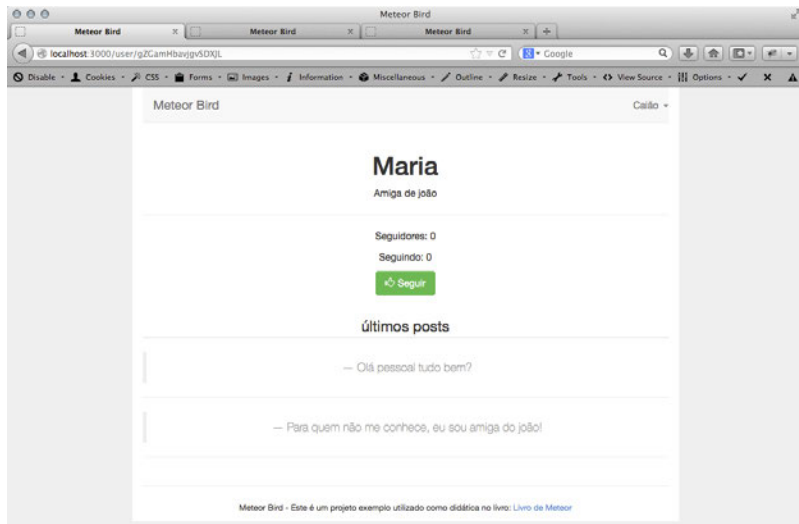 Meteor Bird
Meteor Bird
Meteor Bird
Meteor Bird
localhost:3000/user/gZCamHbavjgvSDXJL
Google
Disable
Cookies
CSS
Forms
Images
Information
Miscellaneous
Outline
Resize
Tools
View Source
Options
Meteor Bird
Caião
Maria
Amiga de joão
Seguidores: 0
Seguindo: 0
Seguir
últimos posts
— Olá pessoal tudo bem?
— Para quem não me conhece, eu sou amiga do joão!
Meteor Bird - Este é um projeto exemplo utilizado como didática no livro: Livro de Meteor